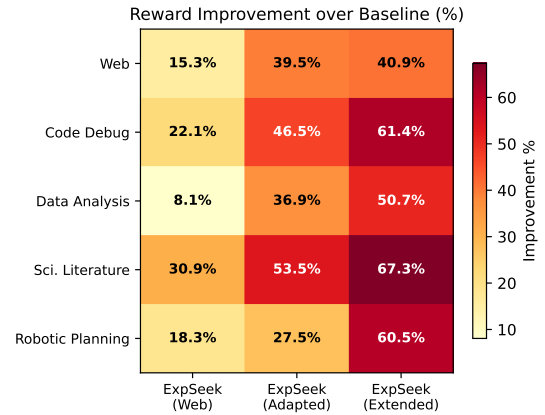 Reward Improvement over Baseline (%)
Web 15.3% 39.5% 40.9%
Code Debug 22.1% 46.5% 61.4%
Data Analysis 8.1% 36.9% 50.7%
Sci. Literature 30.9% 53.5% 67.3%
Robotic Planning 18.3% 27.5% 60.5%
ExpSeek ExpSeek ExpSeek
(Web) (Adapted) (Extended)
60
50
40
30
20
10
Improvement %